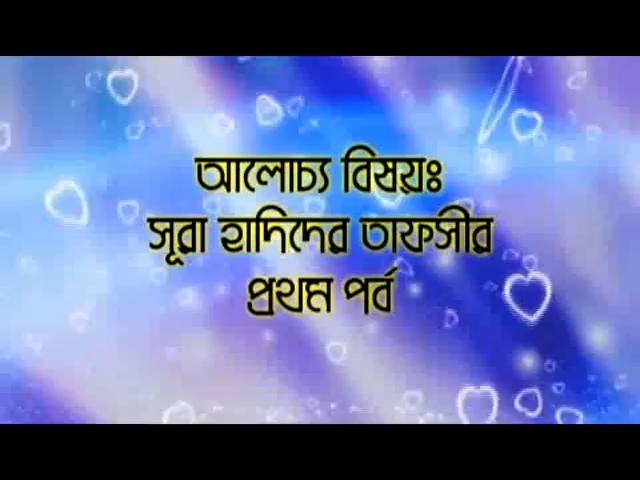 আলোচ্য বিষয়ঃ
সূরা হাদিদের তাফসীর
প্রথম পর্ব